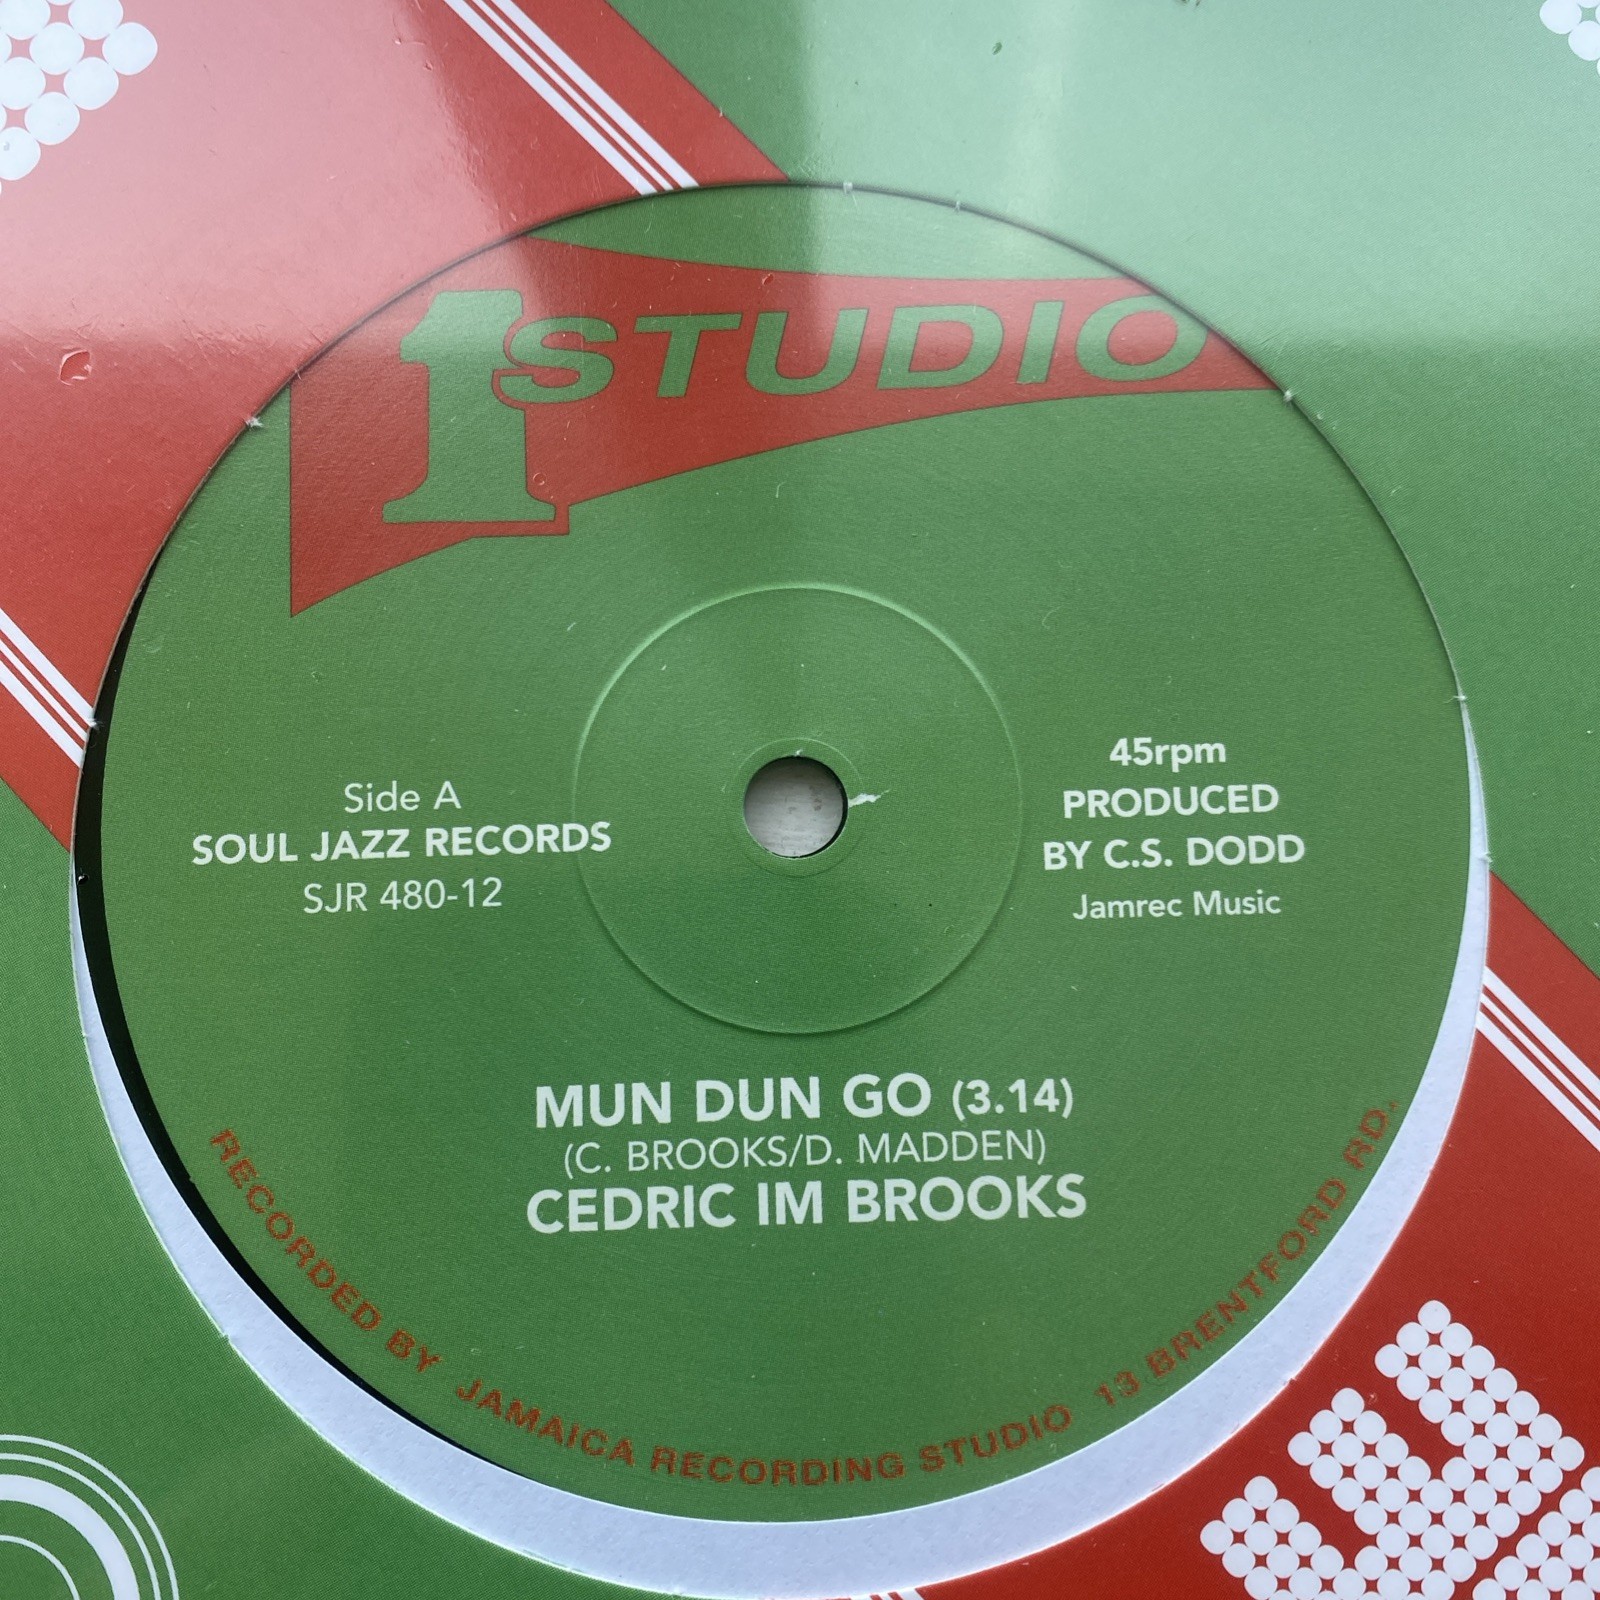 1 STUDIO
Side A
SOUL JAZZ RECORDS
SJR 480-12
45rpm
PRODUCED
BY C.S. DODD
Jamrec Music
MUN DUN GO (3.14)
(C. BROOKS/D. MADDEN)
CEDRIC IM BROOKS
RECORDED BY JAMAICA RECORDING STUDIO 13 BRENTFORD RD.